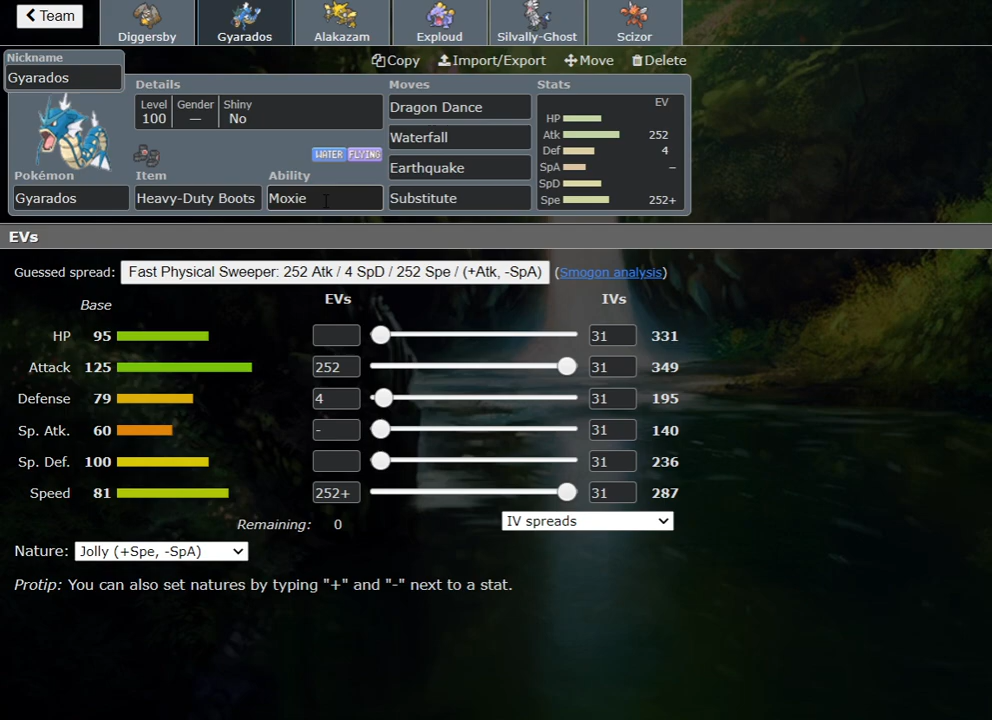 Team
Diggersby
Gyarados
Alakazam
Exploud
Silvally-Ghost
Scizor
Copy
Import/Export
Move
Delete
Nickname
Gyarados
Details
Level Gender Shiny
100 — No
WATER FLYING
Pokémon
Gyarados
Item
Heavy-Duty Boots
Ability
Moxie
Moves
Dragon Dance
Waterfall
Earthquake
Substitute
Stats
EV
HP
Atk 252
Def 4
SpA –
SpD
Spe 252+
EVs
Guessed spread: Fast Physical Sweeper: 252 Atk / 4 SpD / 252 Spe / (+Atk, -SpA) (Smogon analysis)
Base EVs IVs
HP 95 31 331
Attack 125 252 31 349
Defense 79 4 31 195
Sp. Atk. 60 - 31 140
Sp. Def. 100 31 236
Speed 81 252+ 31 287
Remaining: 0 IV spreads
Nature: Jolly (+Spe, -SpA)
Protip: You can also set natures by typing "+" and "-" next to a stat.